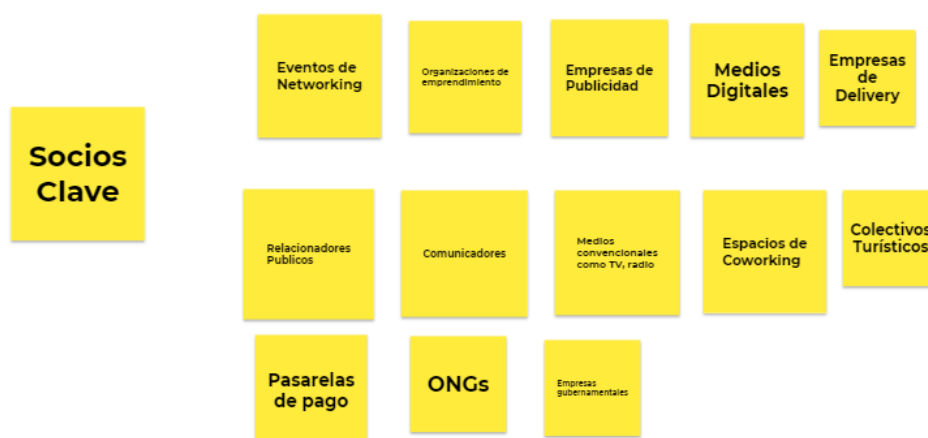 Socios
Clave
Eventos de
Networking
Organizaciones de
emprendimiento
Empresas de
Publicidad
Medios
Digitales
Empresas
de
Delivery
Relacionadores
Publicos
Comunicadores
Medios
convencionales
como TV, radio
Espacios de
Coworking
Colectivos
Turísticos
Pasarelas
de pago
ONGs
Empresas
gubernamentales